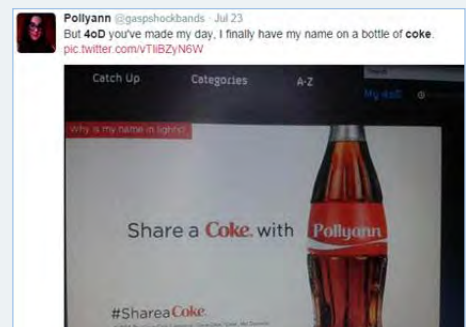 Pollyann @gaspshockbands · Jul 23
But 4oD you've made my day, I finally have my name on a bottle of coke.
pic.twitter.com/vTliBZyN6W
Catch Up Categories A-Z
My 4oD
Why is my name in lights?
Share a Coke. with Pollyann
#ShareaCoke.